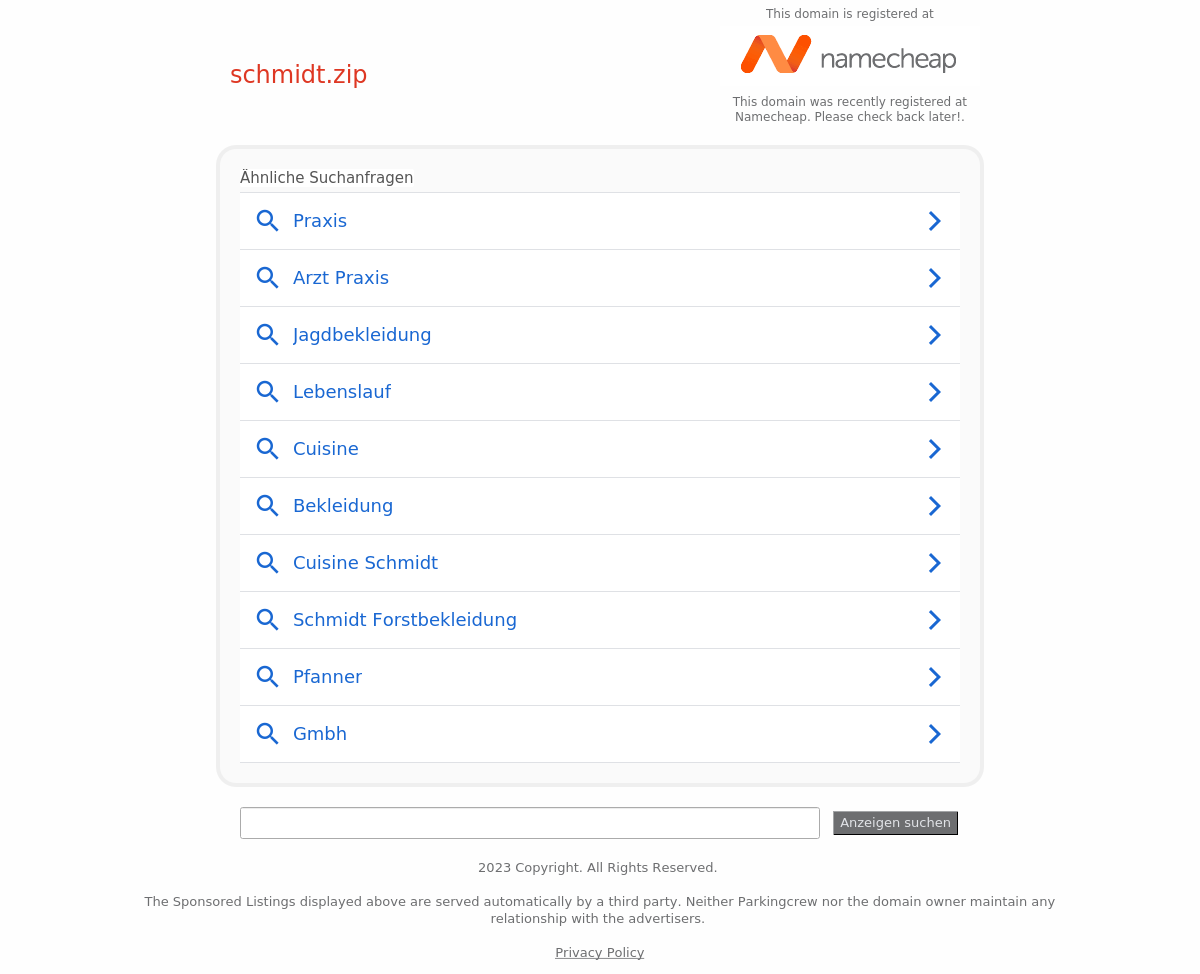 This domain is registered at
namecheap
schmidt.zip
This domain was recently registered at
Namecheap. Please check back later!.
Ähnliche Suchanfragen
Praxis
Arzt Praxis
Jagdbekleidung
Lebenslauf
Cuisine
Bekleidung
Cuisine Schmidt
Schmidt Forstbekleidung
Pfanner
Gmbh
Anzeigen suchen
2023 Copyright. All Rights Reserved.
The Sponsored Listings displayed above are served automatically by a third party. Neither Parkingcrew nor the domain owner maintain any
relationship with the advertisers.
Privacy Policy